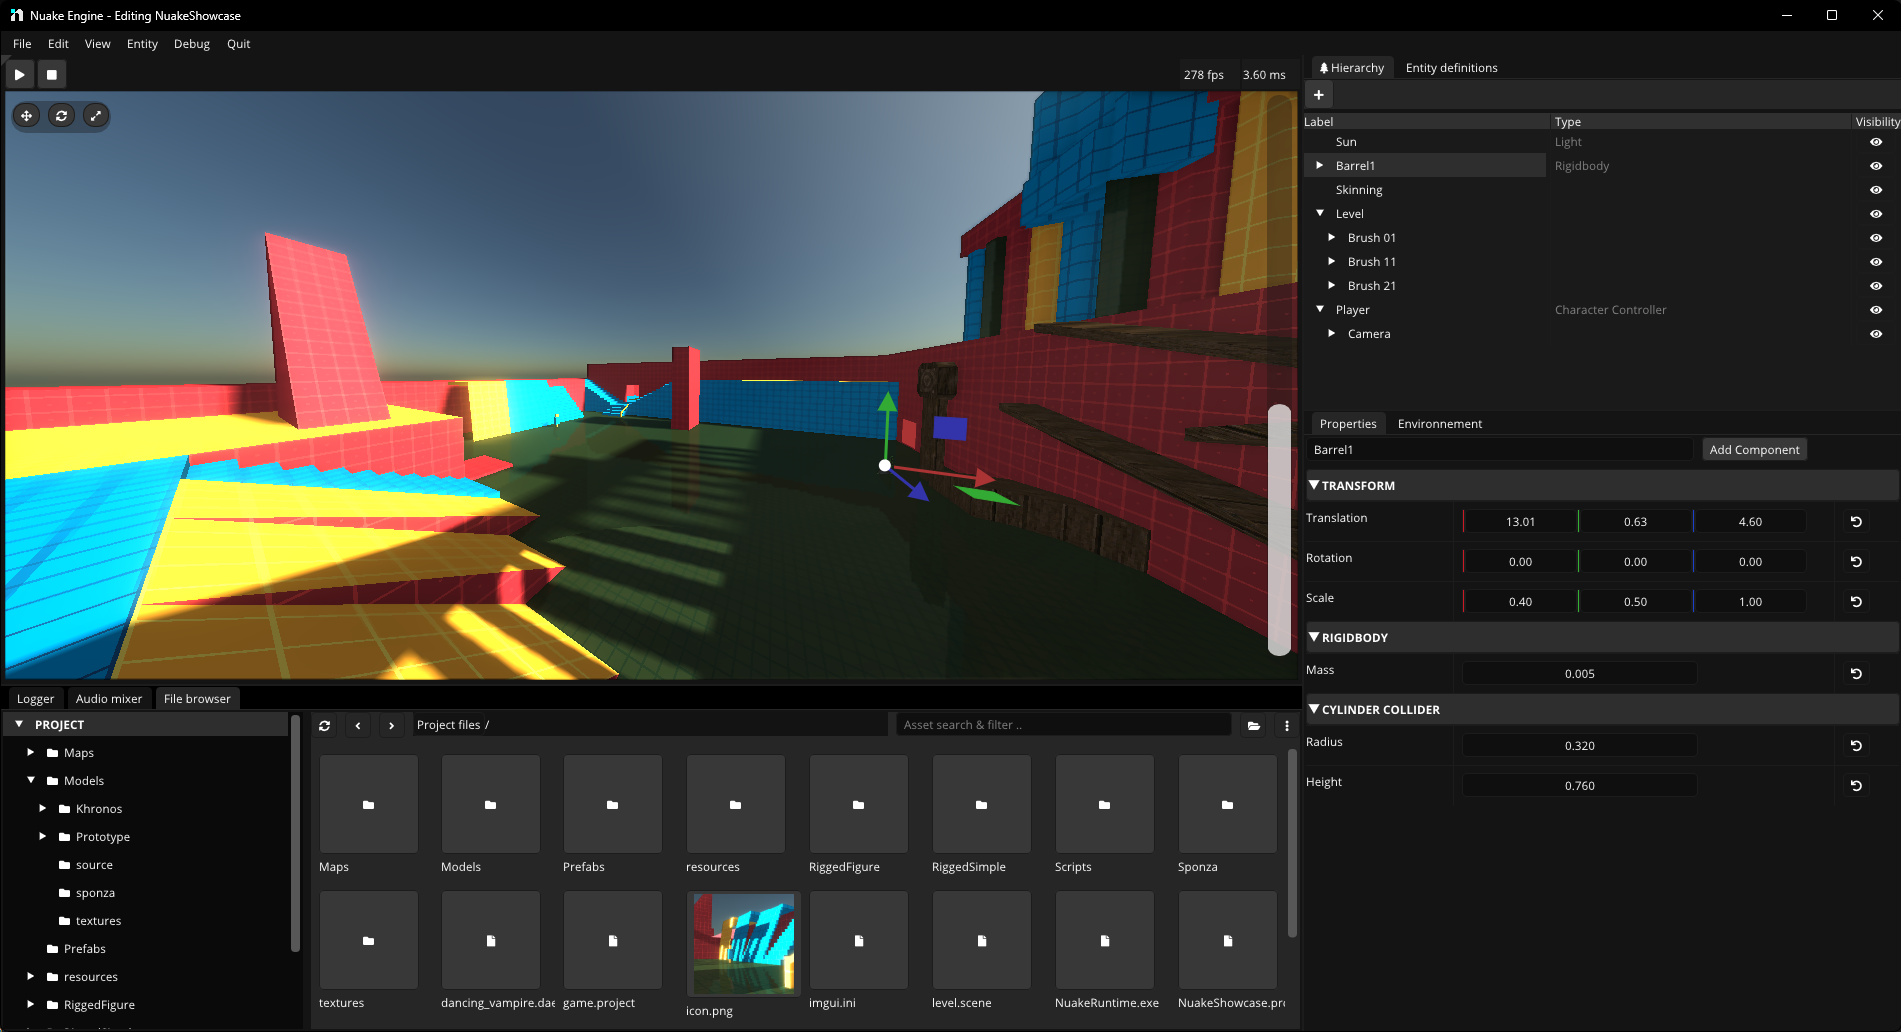 Nuake Engine - Editing NuakeShowcase
File Edit View Entity Debug Quit
278 fps 3.60 ms
Hierarchy Entity definitions
+
Label Type Visibility
Sun Light
Barrel1 Rigidbody
Skinning
Level
Brush 01
Brush 11
Brush 21
Player Character Controller
Camera
Properties Environnement
Barrel1 Add Component
TRANSFORM
Translation 13.01 0.63 4.60
Rotation 0.00 0.00 0.00
Scale 0.40 0.50 1.00
RIGIDBODY
Mass 0.005
CYLINDER COLLIDER
Radius 0.320
Height 0.760
Logger Audio mixer File browser
PROJECT
Maps
Models
Khronos
Prototype
source
sponza
textures
Prefabs
resources
RiggedFigure
Project files / Asset search & filter ..
Maps Models Prefabs resources RiggedFigure RiggedSimple Scripts Sponza
textures dancing_vampire.dae game.project icon.png imgui.ini level.scene NuakeRuntime.exe NuakeShowcase.pro